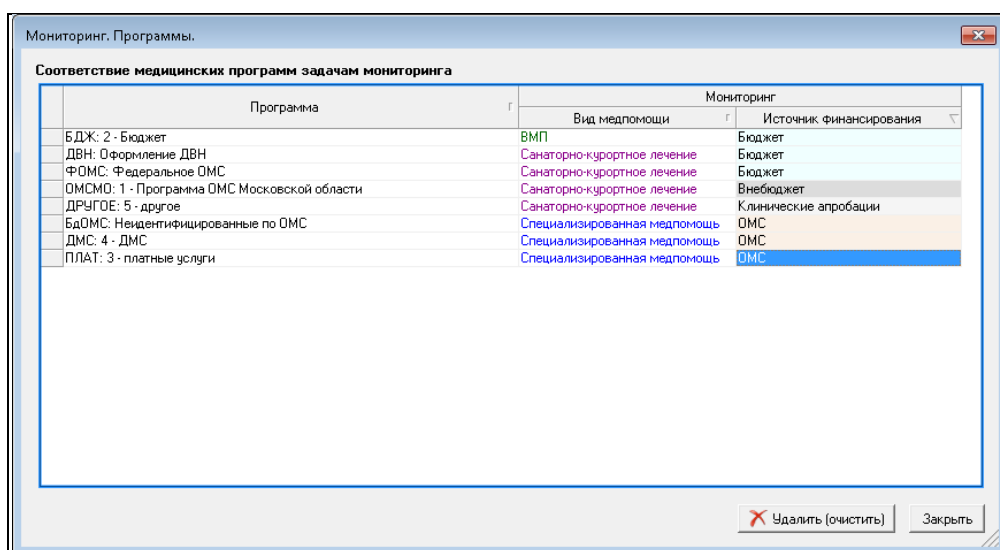 Мониторинг. Программы.
Соответствие медицинских программ задачам мониторинга
Программа
Мониторинг
Вид медпомощи
Источник финансирования
БДЖ: 2 - Бюджет ВМП Бюджет
ДВН: Оформление ДВН Санаторно-курортное лечение Бюджет
ФОМС: Федеральное ОМС Санаторно-курортное лечение Бюджет
ОМСМО: 1 - Программа ОМС Московской области Санаторно-курортное лечение Внебюджет
ДРУГОЕ: 5 - другое Санаторно-курортное лечение Клинические апробации
БдОМС: Неидентифицированные по ОМС Специализированная медпомощь ОМС
ДМС: 4 - ДМС Специализированная медпомощь ОМС
ПЛАТ: 3 - платные услуги Специализированная медпомощь ОМС
Удалить (очистить) Закрыть